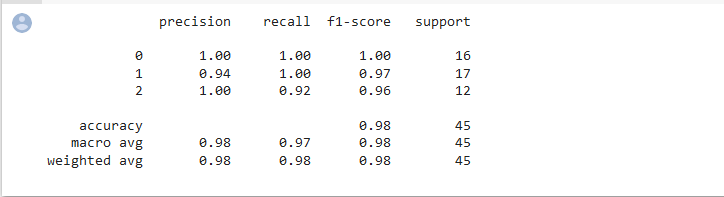 precision recall f1-score support
0 1.00 1.00 1.00 16
1 0.94 1.00 0.97 17
2 1.00 0.92 0.96 12
accuracy 0.98 45
macro avg 0.98 0.97 0.98 45
weighted avg 0.98 0.98 0.98 45